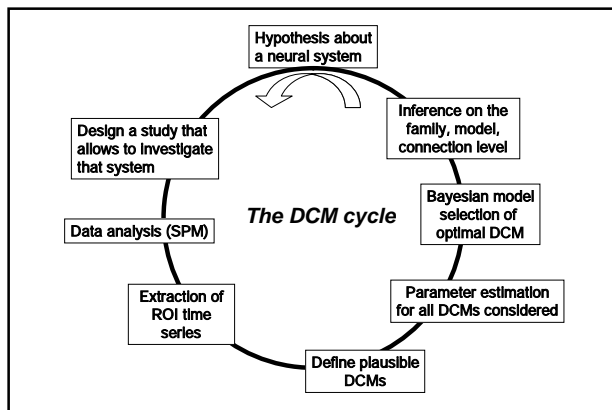 Hypothesis about
a neural system
Design a study that
allows to investigate
that system
Data analysis (SPM)
Extraction of
ROI time
series
Define plausible
DCMs
Parameter estimation
for all DCMs considered
Bayesian model
selection of
optimal DCM
Inference on the
family, model,
connection level
The DCM cycle